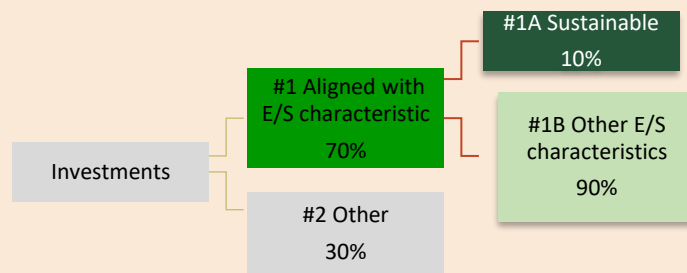 Investments
#1 Aligned with
E/S characteristic
70%
#2 Other
30%
#1A Sustainable
10%
#1B Other E/S
characteristics
90%